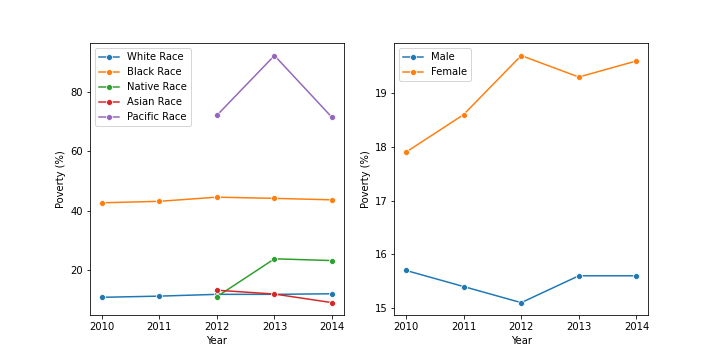 White Race
Black Race
Native Race
Asian Race
Pacific Race
80
60
40
20
Poverty (%)
2010 2011 2012 2013 2014
Year
Male
Female
19
18
17
16
15
Poverty (%)
2010 2011 2012 2013 2014
Year